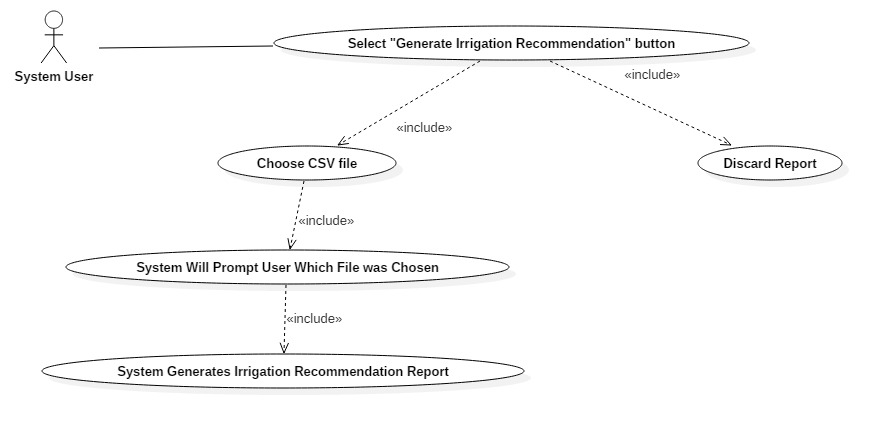 Select "Generate Irrigation Recommendation" button
System User
«include»
«include»
Choose CSV file
Discard Report
«include»
System Will Prompt User Which File was Chosen
«include»
System Generates Irrigation Recommendation Report